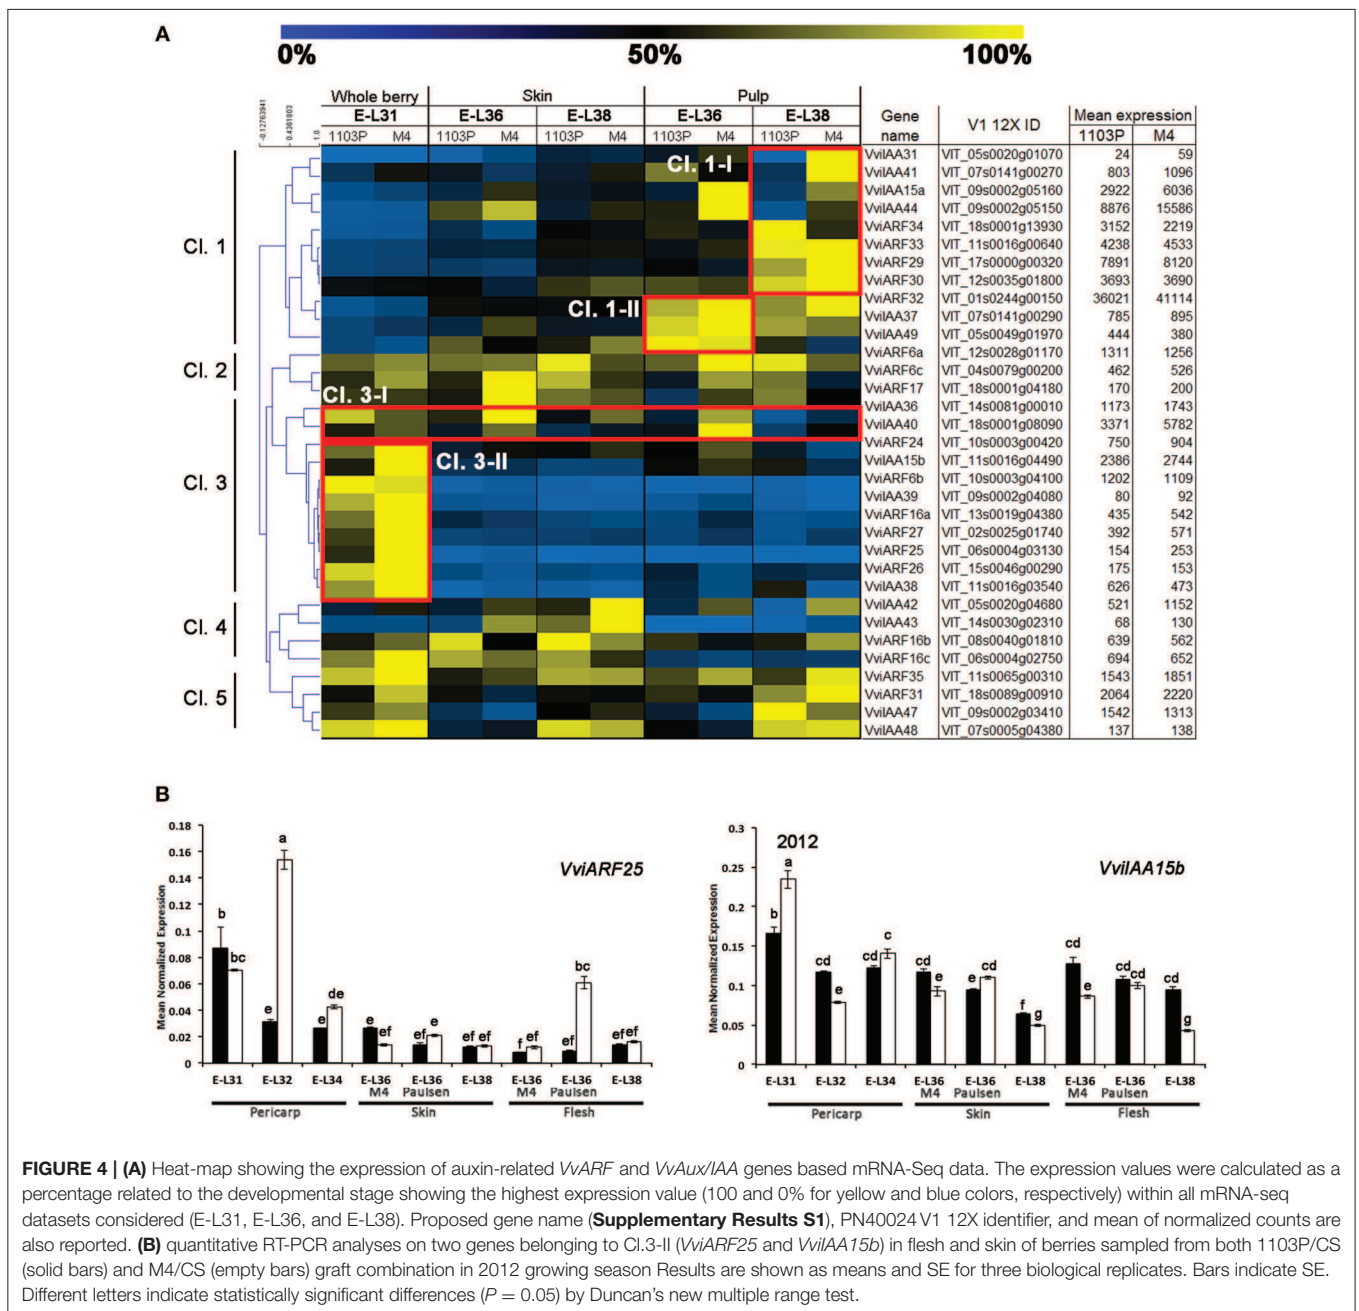 A
0% 50% 100%
-0.12763941 .4361803 1.0
Whole berry Skin Pulp
E-L31 E-L36 E-L38 E-L36 E-L38
1103P M4 1103P M4 1103P M4 1103P M4 1103P M4
Gene name V1 12X ID Mean expression
1103P M4
VviIAA31 VIT_05s0020g01070 24 59
VviIAA41 VIT_07s0141g00270 803 1096
VviIAA15a VIT_09s0002g05160 2922 6036
VviIAA44 VIT_09s0002g05150 8876 15586
VviARF34 VIT_18s0001g13930 3152 2219
VviARF33 VIT_11s0016g00640 4238 4533
VviARF29 VIT_17s0000g00320 7891 8120
VviARF30 VIT_12s0035g01800 3693 3690
VviARF32 VIT_01s0244g00150 36021 41114
VviIAA37 VIT_07s0141g00290 785 895
VviIAA49 VIT_05s0049g01970 444 380
VviARF6a VIT_12s0028g01170 1311 1256
VviARF6c VIT_04s0079g00200 462 526
VviARF17 VIT_18s0001g04180 170 200
VviIAA36 VIT_14s0081g00010 1173 1743
VviIAA40 VIT_18s0001g08090 3371 5782
VviARF24 VIT_10s0003g00420 750 904
VviIAA15b VIT_11s0016g04490 2386 2744
VviARF6b VIT_10s0003g04100 1202 1109
VviIAA39 VIT_09s0002g04080 80 92
VviARF16a VIT_13s0019g04380 435 542
VviARF27 VIT_02s0025g01740 392 571
VviARF25 VIT_06s0004g03130 154 253
VviARF26 VIT_15s0046g00290 175 153
VviIAA38 VIT_11s0016g03540 626 473
VviIAA42 VIT_05s0020g04680 521 1152
VviIAA43 VIT_14s0030g02310 68 130
VviARF16b VIT_08s0040g01810 639 562
VviARF16c VIT_06s0004g02750 694 652
VviARF35 VIT_11s0065g00310 1543 1851
VviARF31 VIT_18s0089g00910 2064 2220
VviIAA47 VIT_09s0002g03410 1542 1313
VviIAA48 VIT_07s0005g04380 137 138
Cl. 1
Cl. 2
Cl. 3
Cl. 4
Cl. 5
Cl. 1-I
Cl. 1-II
Cl. 3-I
Cl. 3-II
B
VviARF25
Mean Normalized Expression
0.18
0.16
0.14
0.12
0.1
0.08
0.06
0.04
0.02
0
b bc e a e de e ef ef e ef ef f ef ef bc ef ef
E-L31 E-L32 E-L34 E-L36 E-L36 E-L38 E-L36 E-L36 E-L38
M4 Paulsen M4 Paulsen
Pericarp Skin Flesh
2012
VviIAA15b
Mean Normalized Expression
0.3
0.25
0.2
0.15
0.1
0.05
0
b a cd e cd c cd e ef cd f g cd e cd cd cd g
E-L31 E-L32 E-L34 E-L36 E-L36 E-L38 E-L36 E-L36 E-L38
M4 Paulsen M4 Paulsen
Pericarp Skin Flesh
FIGURE 4 | (A) Heat-map showing the expression of auxin-related VvARF and VvAux/IAA genes based mRNA-Seq data. The expression values were calculated as a
percentage related to the developmental stage showing the highest expression value (100 and 0% for yellow and blue colors, respectively) within all mRNA-seq
datasets considered (E-L31, E-L36, and E-L38). Proposed gene name (Supplementary Results S1), PN40024 V1 12X identifier, and mean of normalized counts are
also reported. (B) quantitative RT-PCR analyses on two genes belonging to Cl.3-II (VviARF25 and VviIAA15b) in flesh and skin of berries sampled from both 1103P/CS
(solid bars) and M4/CS (empty bars) graft combination in 2012 growing season Results are shown as means and SE for three biological replicates. Bars indicate SE.
Different letters indicate statistically significant differences (P = 0.05) by Duncan's new multiple range test.